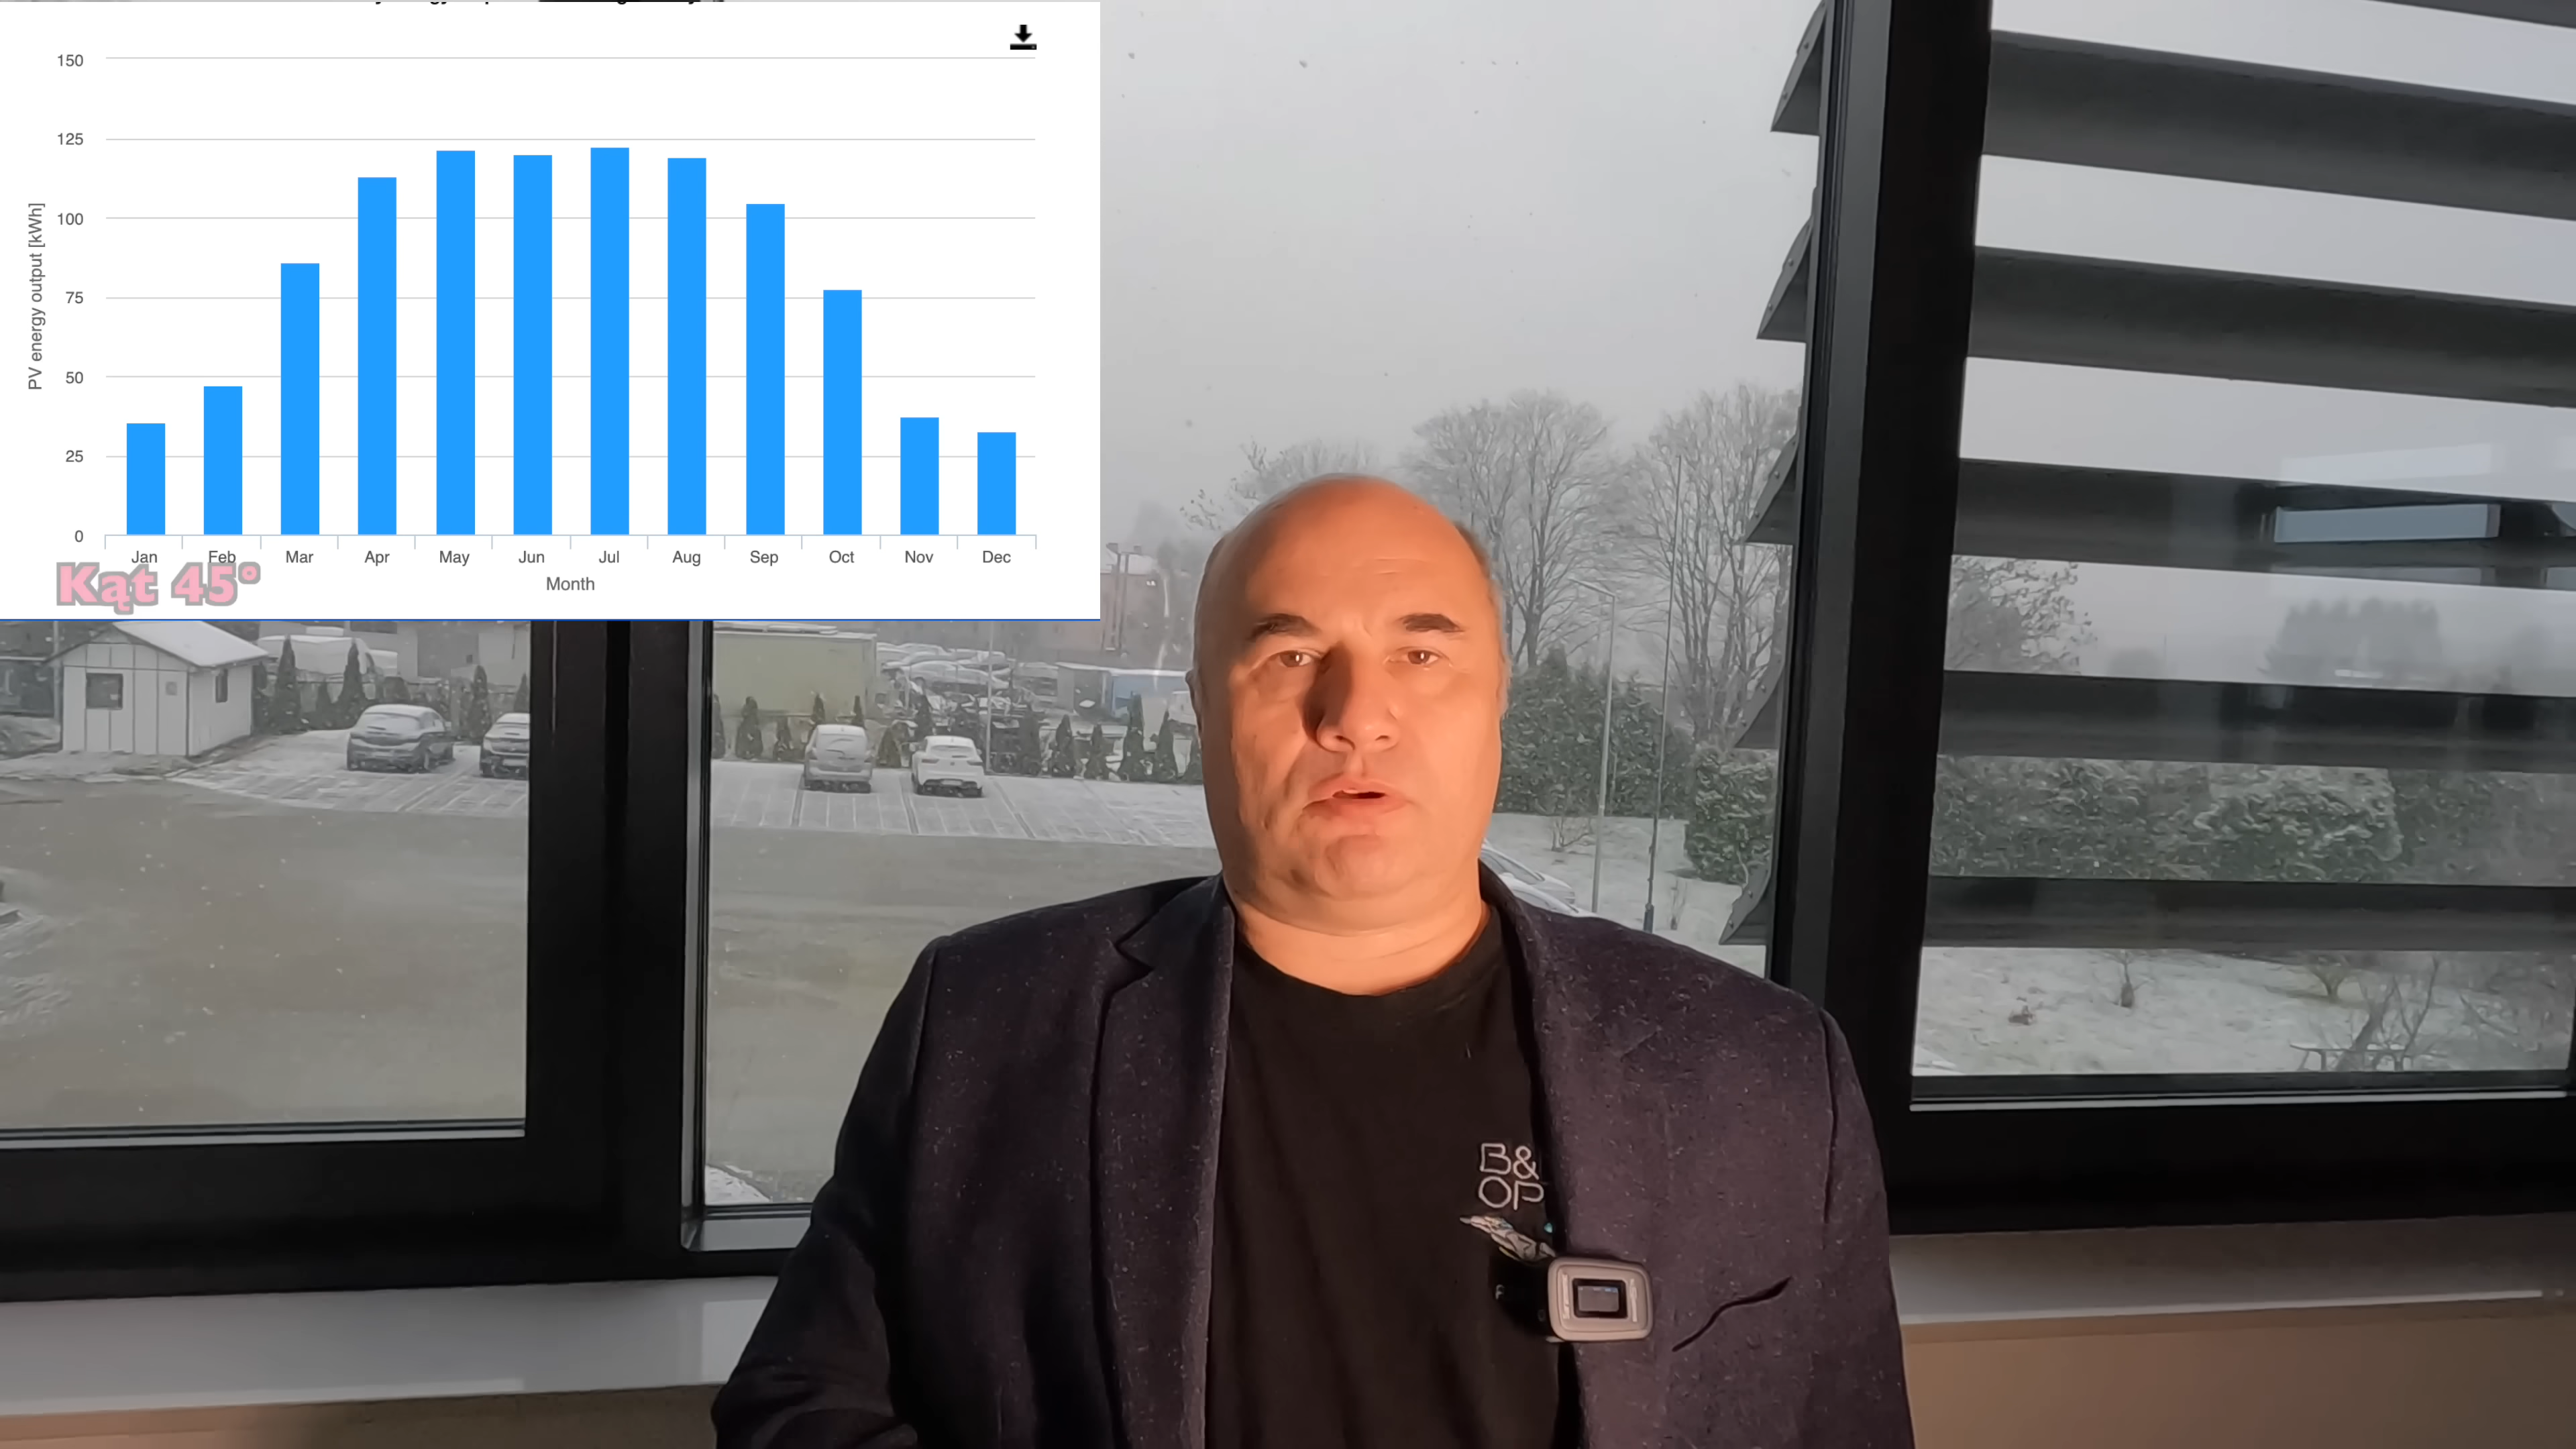 150
125
100
75
50
25
0
PV energy output [kWh]
Jan Feb Mar Apr May Jun Jul Aug Sep Oct Nov Dec
Month
Kąt 45°
B&
OP